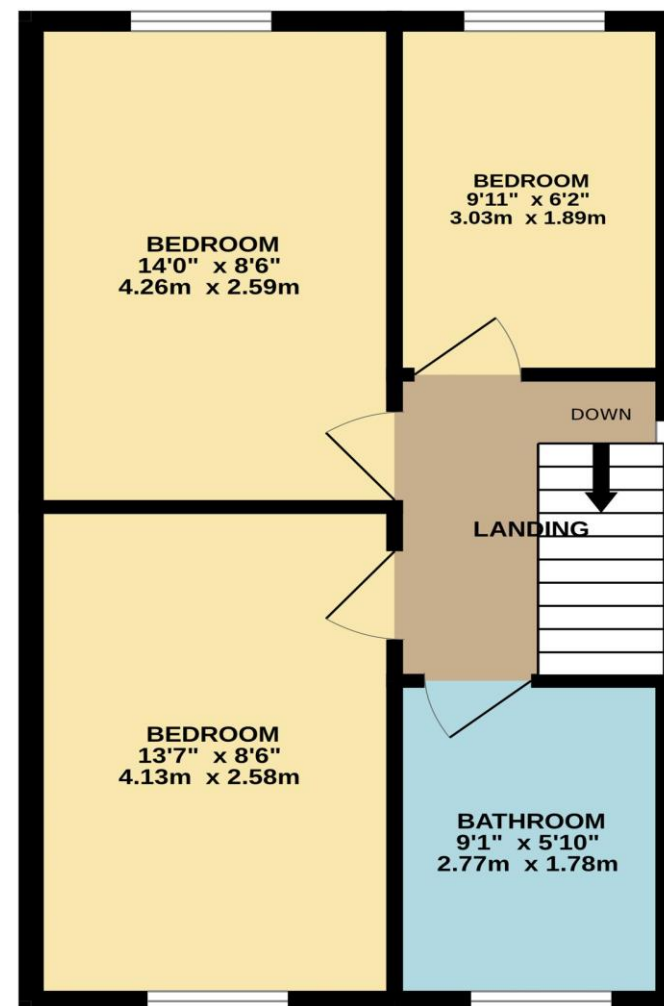 BEDROOM
14'0" x 8'6"
4.26m x 2.59m
BEDROOM
9'11" x 6'2"
3.03m x 1.89m
DOWN
LANDING
BEDROOM
13'7" x 8'6"
4.13m x 2.58m
BATHROOM
9'1" x 5'10"
2.77m x 1.78m